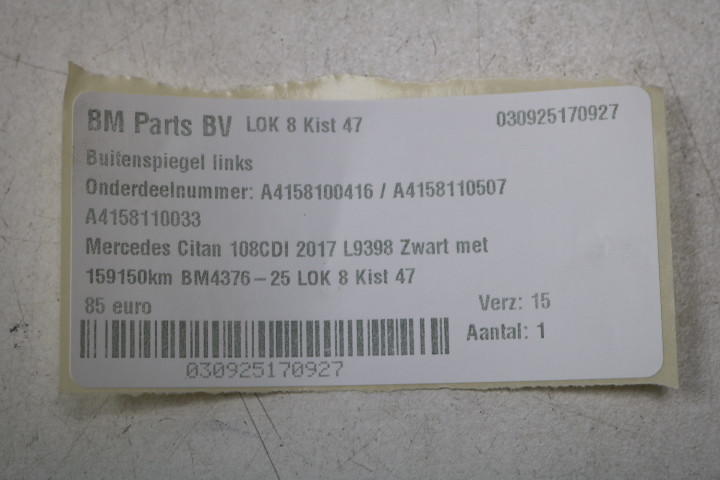 BM Parts BV LOK 8 Kist 47 030925170927
Buitenspiegel links
Onderdeelnummer: A4158100416 / A4158110507
A4158110033
Mercedes Citan 108CDI 2017 L9398 Zwart met
159150km BM4376-25 LOK 8 Kist 47
85 euro Verz: 15
Aantal: 1
030925170927